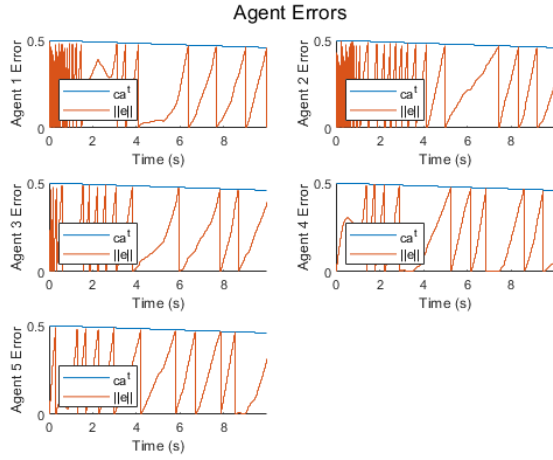 Agent Errors
Agent 1 Error
0.5
0
ca^t
||e||
0 2 4 6 8
Time (s)
Agent 2 Error
0.5
0
ca^t
||e||
0 2 4 6 8
Time (s)
Agent 3 Error
0.5
0
ca^t
||e||
0 2 4 6 8
Time (s)
Agent 4 Error
0.5
0
ca^t
||e||
0 2 4 6 8
Time (s)
Agent 5 Error
0.5
0
ca^t
||e||
0 2 4 6 8
Time (s)